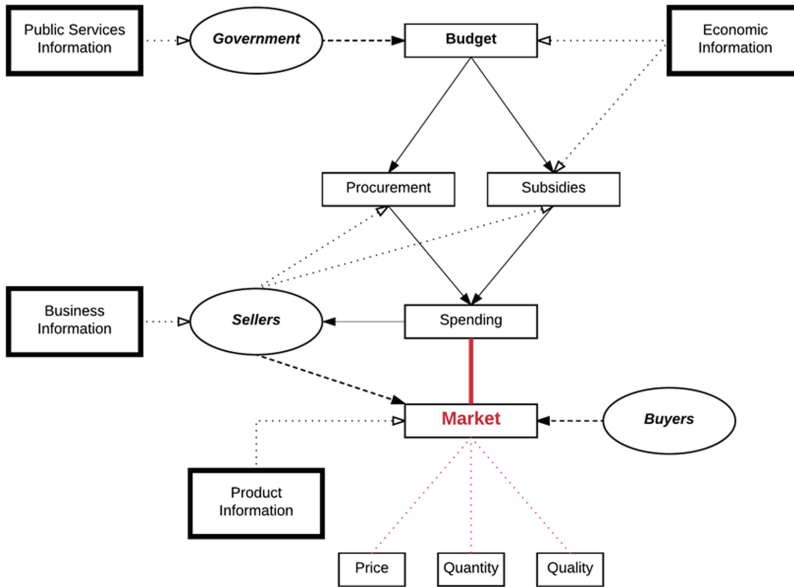 Public Services
Information
Government
Budget
Economic
Information
Procurement
Subsidies
Business
Information
Sellers
Spending
Market
Buyers
Product
Information
Price
Quantity
Quality